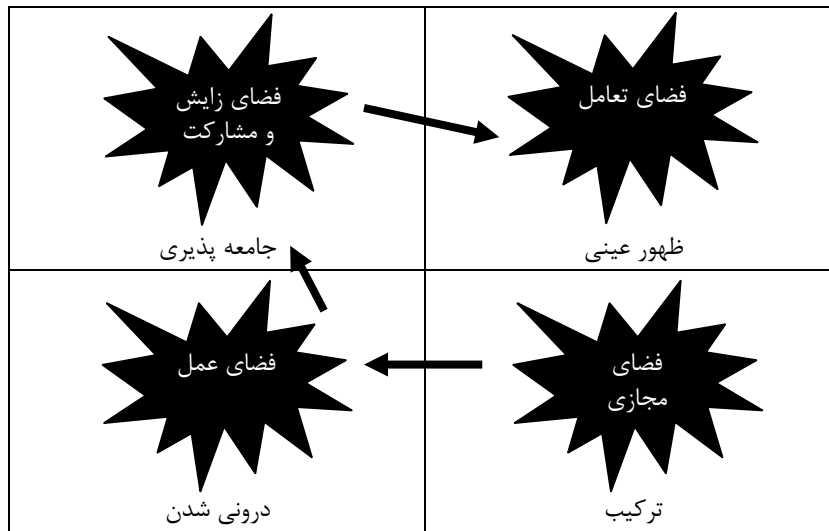 فضای تعامل
فضای زایش
و مشارکت
ظهور عینی
جامعه پذیری
فضای
مجازی
فضای عمل
ترکیب
درونی شدن